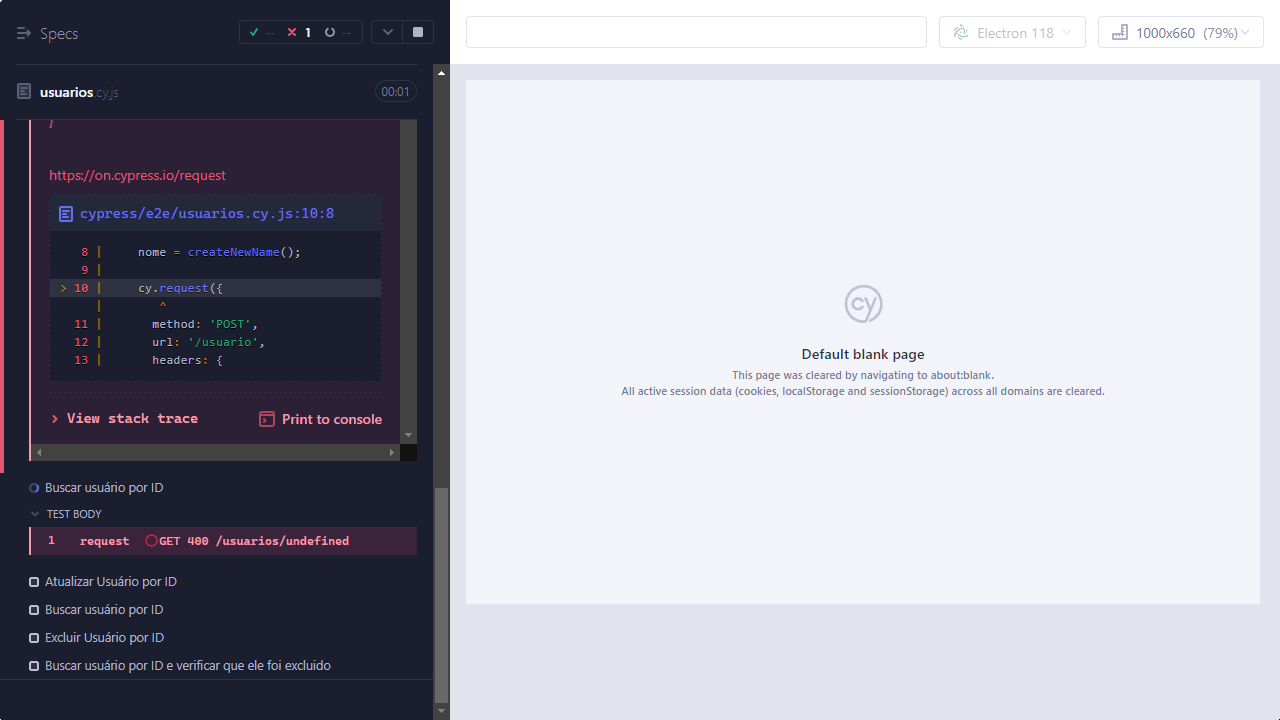 Specs
--
1
--
Electron 118
1000x660 (79%)
usuarios.cy.js
00:01
}
https://on.cypress.io/request
cypress/e2e/usuarios.cy.js:10:8
8 | nome = createNewName();
9 |
> 10 | cy.request({
| ^
11 | method: 'POST',
12 | url: '/usuario',
13 | headers: {
> View stack trace
Print to console
Buscar usuário por ID
TEST BODY
1 request GET 400 /usuarios/undefined
Atualizar Usuário por ID
Buscar usuário por ID
Excluir Usuário por ID
Buscar usuário por ID e verificar que ele foi excluido
cy
Default blank page
This page was cleared by navigating to about:blank.
All active session data (cookies, localStorage and sessionStorage) across all domains are cleared.